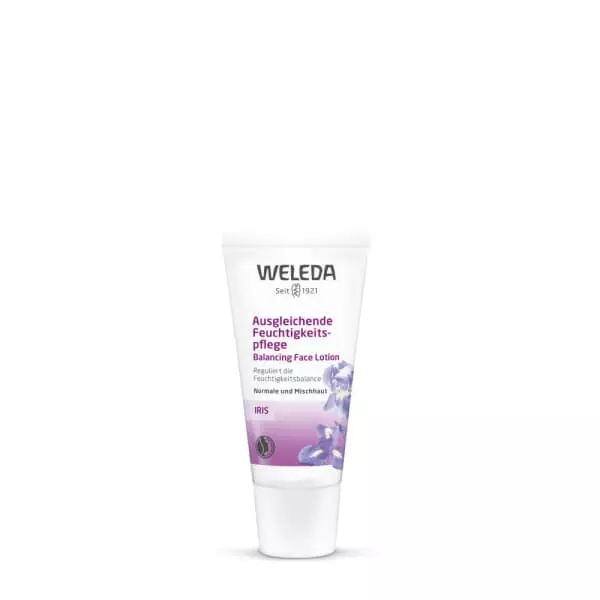 WELEDA
Seit 1921
Ausgleichende
Feuchtigkeits-
pflege
Balancing Face Lotion
Reguliert die
Feuchtigkeitsbalance
Normale und Mischhaut
IRIS